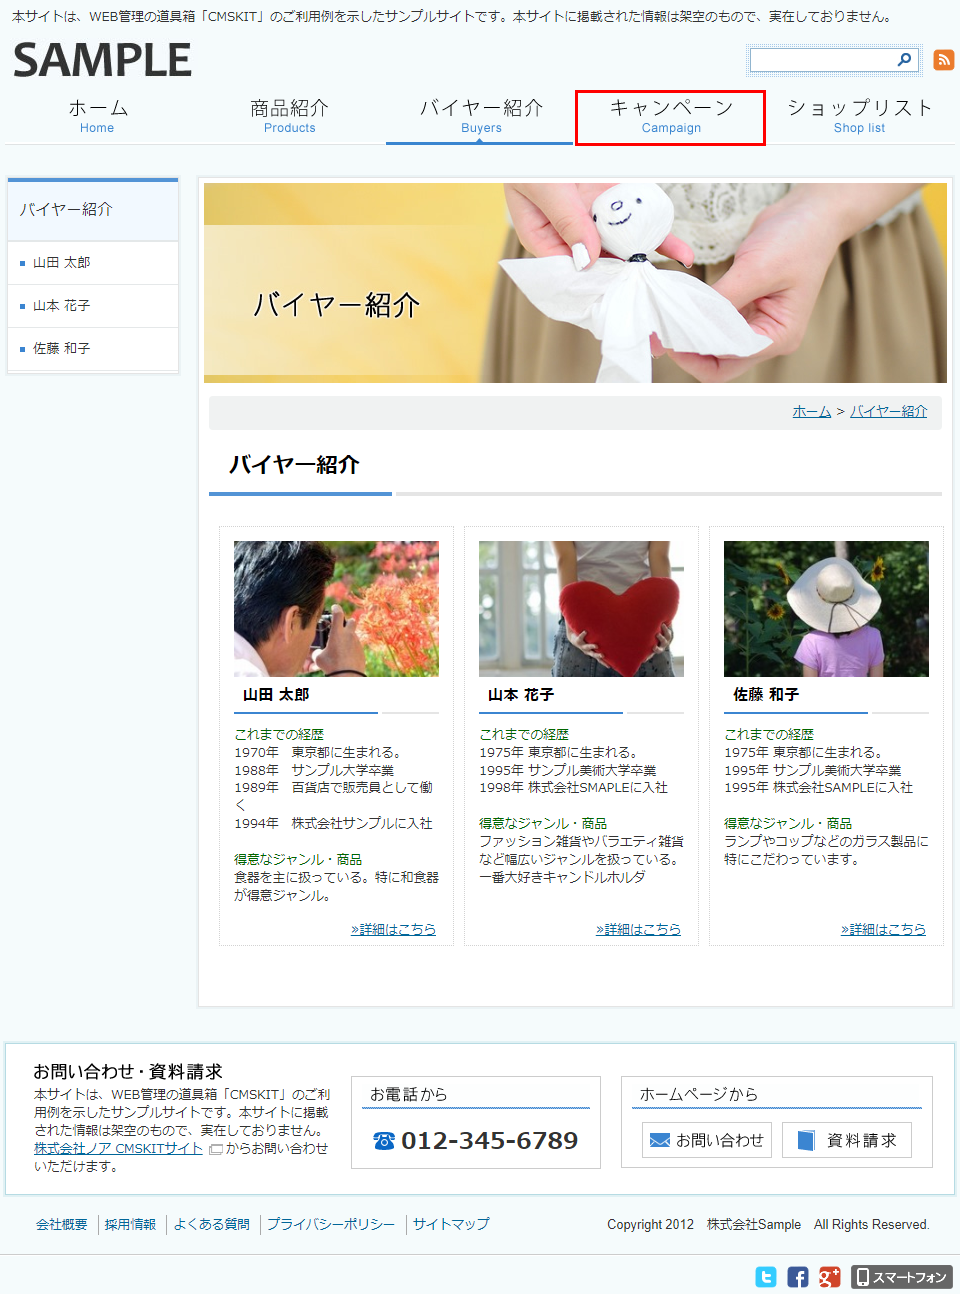 本サイトは、WEB管理の道具箱「CMSKIT」のご利用例を示したサンプルサイトです。本サイトに掲載された情報は架空のもので、実在しておりません。
SAMPLE
ホーム 商品紹介 バイヤー紹介 キャンペーン ショップリスト
Home Products Buyers Campaign Shop list
バイヤー紹介
山田 太郎
山本 花子
佐藤 和子
バイヤー紹介
ホーム > バイヤー紹介
バイヤー紹介
山田 太郎
これまでの経歴
1970年　東京都に生まれる。
1988年　サンプル大学卒業
1989年　百貨店で販売員として働
く
1994年　株式会社サンプルに入社
得意なジャンル・商品
食器を主に扱っている。特に和食器
が得意ジャンル。
»詳細はこちら
山本 花子
これまでの経歴
1975年 東京都に生まれる。
1995年 サンプル美術大学卒業
1998年 株式会社SMAPLEに入社
得意なジャンル・商品
ファッション雑貨やバラエティ雑貨
など幅広いジャンルを扱っている。
一番大好きキャンドルホルダ
»詳細はこちら
佐藤 和子
これまでの経歴
1975年 東京都に生まれる。
1995年 サンプル美術大学卒業
1995年 株式会社SAMPLEに入社
得意なジャンル・商品
ランプやコップなどのガラス製品に
特にこだわっています。
»詳細はこちら
お問い合わせ・資料請求
本サイトは、WEB管理の道具箱「CMSKIT」のご利
用例を示したサンプルサイトです。本サイトに掲載
された情報は架空のもので、実在しておりません。
株式会社ノア CMSKITサイト からお問い合わせ
いただけます。
お電話から
012-345-6789
ホームページから
お問い合わせ 資料請求
会社概要 採用情報 よくある質問 プライバシーポリシー サイトマップ
Copyright 2012　株式会社Sample　All Rights Reserved.
スマートフォン